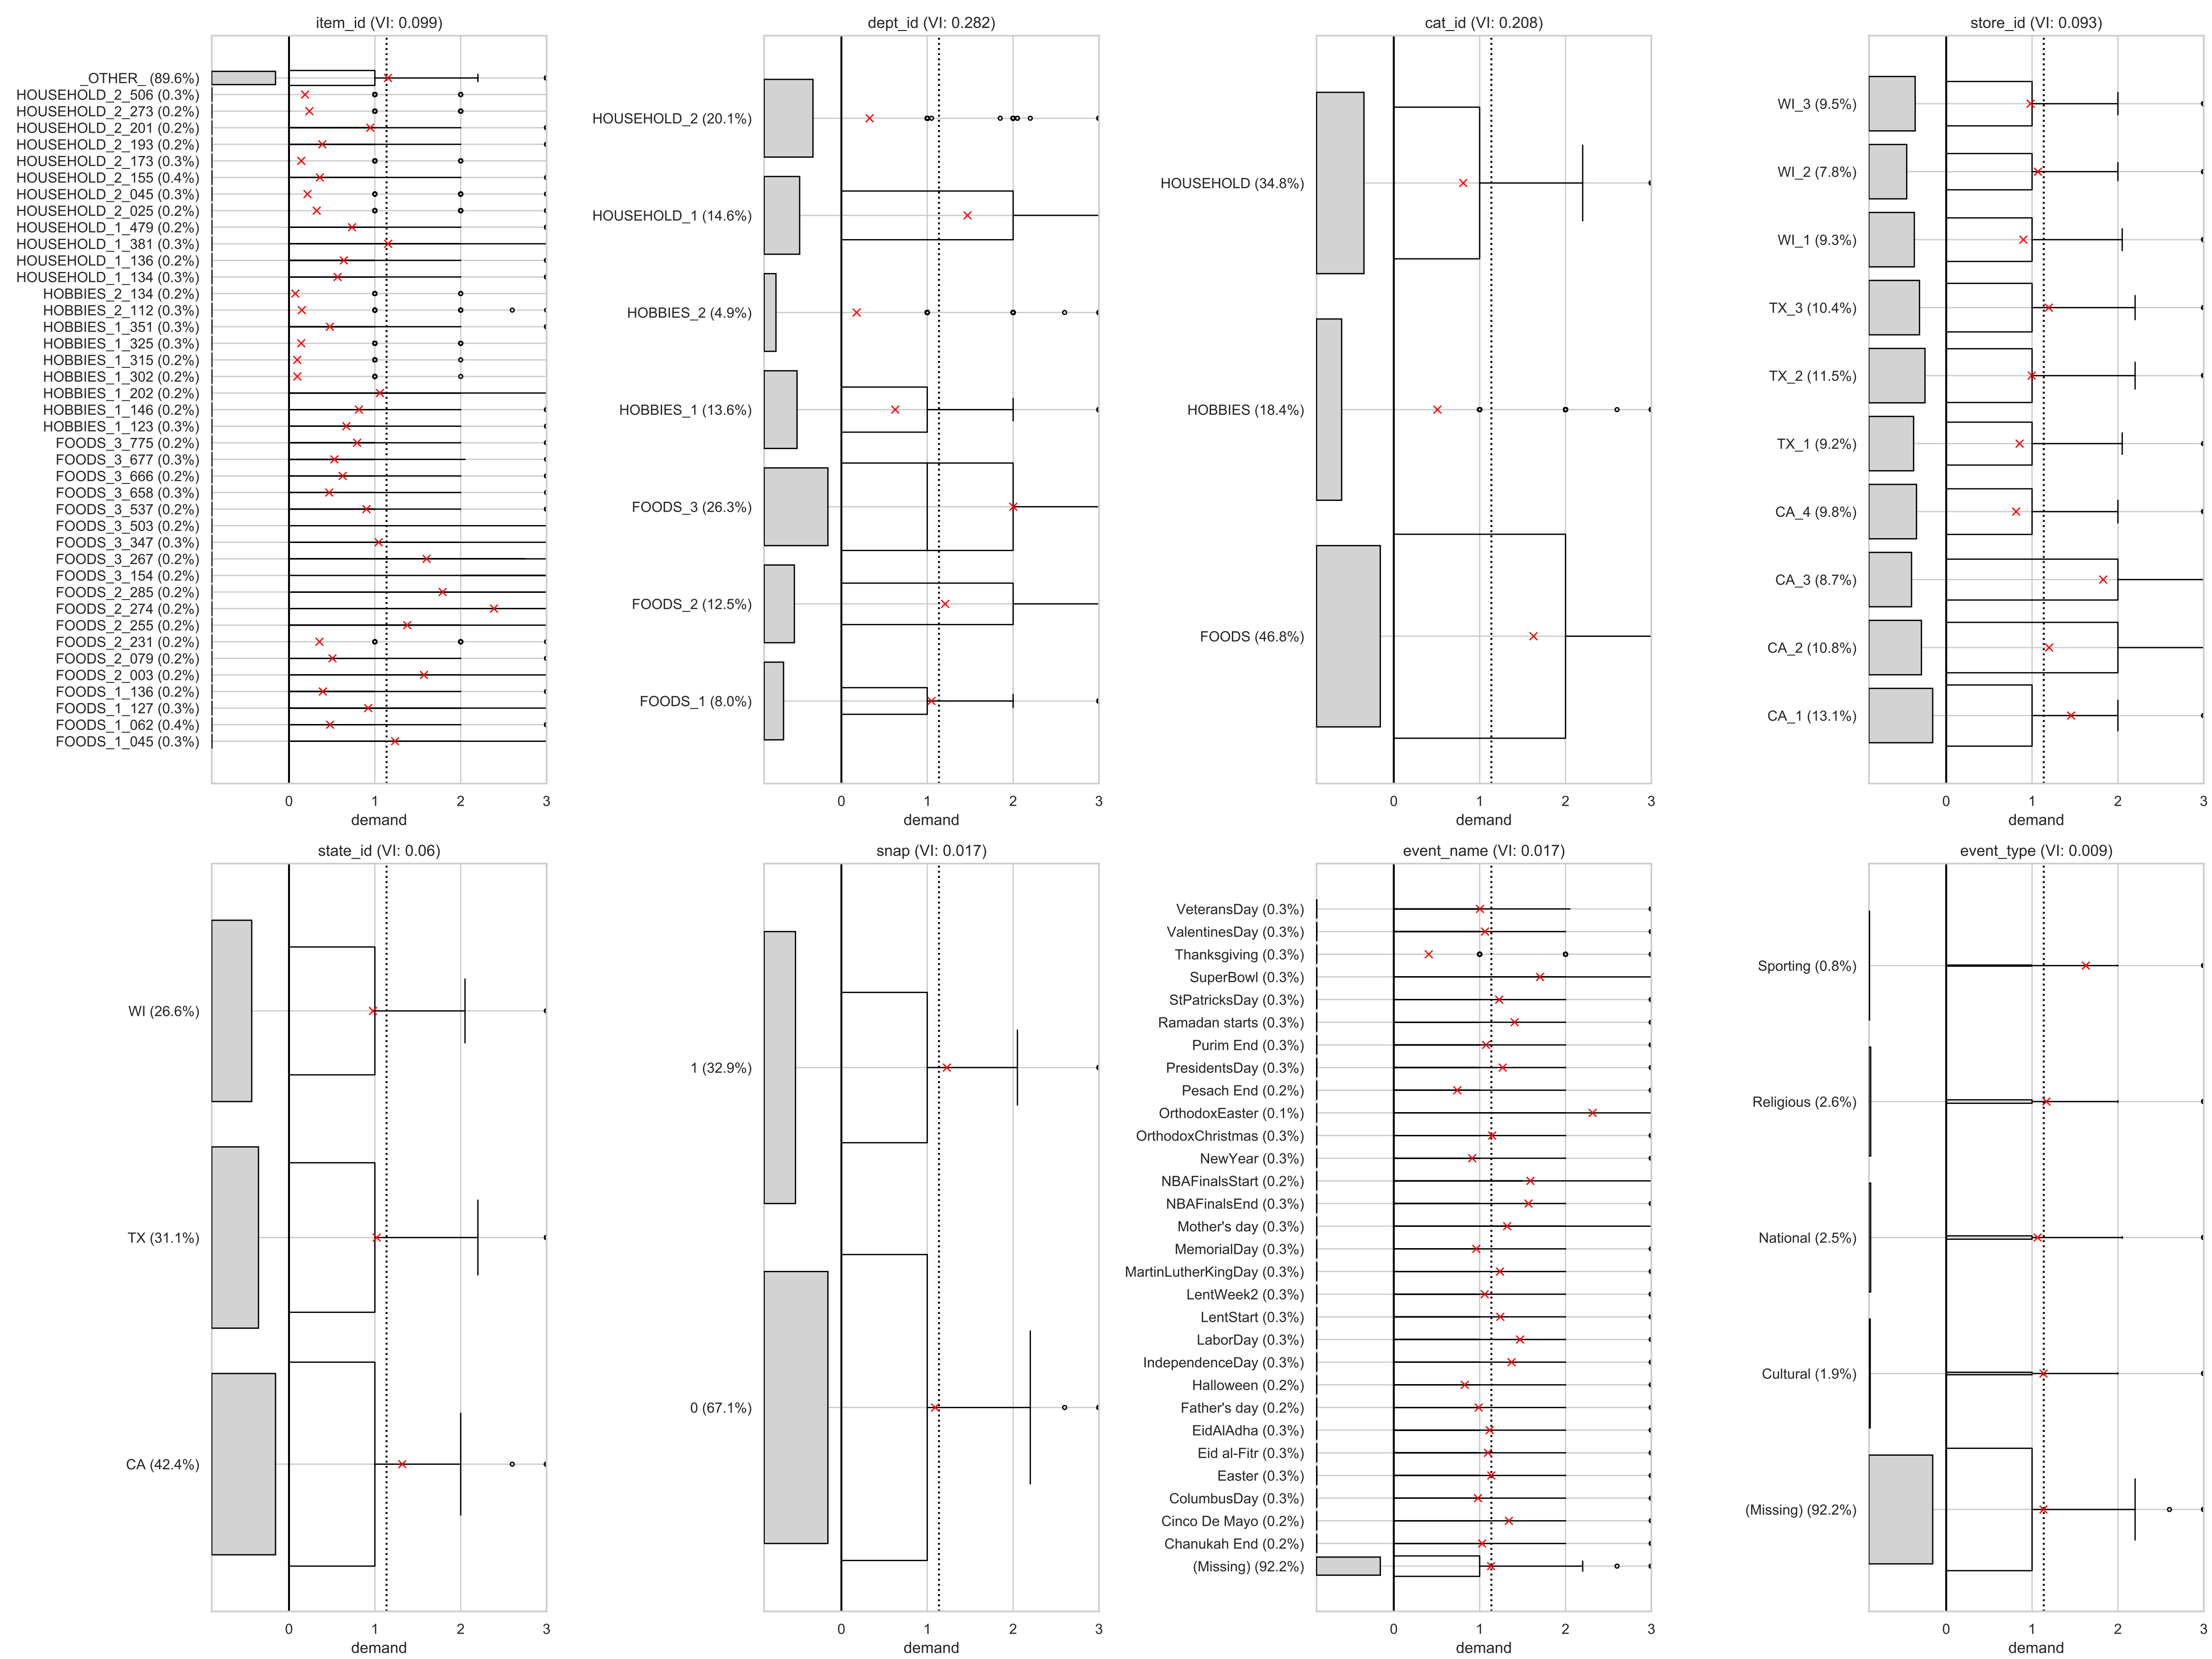 item_id (VI: 0.099)
_OTHER_ (89.6%)
HOUSEHOLD_2_506 (0.3%)
HOUSEHOLD_2_273 (0.2%)
HOUSEHOLD_2_201 (0.2%)
HOUSEHOLD_2_193 (0.2%)
HOUSEHOLD_2_173 (0.3%)
HOUSEHOLD_2_155 (0.4%)
HOUSEHOLD_2_045 (0.3%)
HOUSEHOLD_2_025 (0.2%)
HOUSEHOLD_1_479 (0.2%)
HOUSEHOLD_1_381 (0.3%)
HOUSEHOLD_1_136 (0.2%)
HOUSEHOLD_1_134 (0.3%)
HOBBIES_2_134 (0.2%)
HOBBIES_2_112 (0.3%)
HOBBIES_1_351 (0.3%)
HOBBIES_1_325 (0.3%)
HOBBIES_1_315 (0.2%)
HOBBIES_1_302 (0.2%)
HOBBIES_1_202 (0.2%)
HOBBIES_1_146 (0.2%)
HOBBIES_1_123 (0.3%)
FOODS_3_775 (0.2%)
FOODS_3_677 (0.3%)
FOODS_3_666 (0.2%)
FOODS_3_658 (0.3%)
FOODS_3_537 (0.2%)
FOODS_3_503 (0.2%)
FOODS_3_347 (0.3%)
FOODS_3_267 (0.2%)
FOODS_3_154 (0.2%)
FOODS_2_285 (0.2%)
FOODS_2_274 (0.2%)
FOODS_2_255 (0.2%)
FOODS_2_231 (0.2%)
FOODS_2_079 (0.2%)
FOODS_2_003 (0.2%)
FOODS_1_136 (0.2%)
FOODS_1_127 (0.3%)
FOODS_1_062 (0.4%)
FOODS_1_045 (0.3%)
0 1 2 3
demand
dept_id (VI: 0.282)
HOUSEHOLD_2 (20.1%)
HOUSEHOLD_1 (14.6%)
HOBBIES_2 (4.9%)
HOBBIES_1 (13.6%)
FOODS_3 (26.3%)
FOODS_2 (12.5%)
FOODS_1 (8.0%)
0 1 2 3
demand
cat_id (VI: 0.208)
HOUSEHOLD (34.8%)
HOBBIES (18.4%)
FOODS (46.8%)
0 1 2 3
demand
store_id (VI: 0.093)
WI_3 (9.5%)
WI_2 (7.8%)
WI_1 (9.3%)
TX_3 (10.4%)
TX_2 (11.5%)
TX_1 (9.2%)
CA_4 (9.8%)
CA_3 (8.7%)
CA_2 (10.8%)
CA_1 (13.1%)
0 1 2 3
demand
state_id (VI: 0.06)
WI (26.6%)
TX (31.1%)
CA (42.4%)
0 1 2 3
demand
snap (VI: 0.017)
1 (32.9%)
0 (67.1%)
0 1 2 3
demand
event_name (VI: 0.017)
VeteransDay (0.3%)
ValentinesDay (0.3%)
Thanksgiving (0.3%)
SuperBowl (0.3%)
StPatricksDay (0.3%)
Ramadan starts (0.3%)
Purim End (0.3%)
PresidentsDay (0.3%)
Pesach End (0.2%)
OrthodoxEaster (0.1%)
OrthodoxChristmas (0.3%)
NewYear (0.3%)
NBAFinalsStart (0.2%)
NBAFinalsEnd (0.3%)
Mother's day (0.3%)
MemorialDay (0.3%)
MartinLutherKingDay (0.3%)
LentWeek2 (0.3%)
LentStart (0.3%)
LaborDay (0.3%)
IndependenceDay (0.3%)
Halloween (0.2%)
Father's day (0.2%)
EidAlAdha (0.3%)
Eid al-Fitr (0.3%)
Easter (0.3%)
ColumbusDay (0.3%)
Cinco De Mayo (0.2%)
Chanukah End (0.2%)
(Missing) (92.2%)
0 1 2 3
demand
event_type (VI: 0.009)
Sporting (0.8%)
Religious (2.6%)
National (2.5%)
Cultural (1.9%)
(Missing) (92.2%)
0 1 2 3
demand